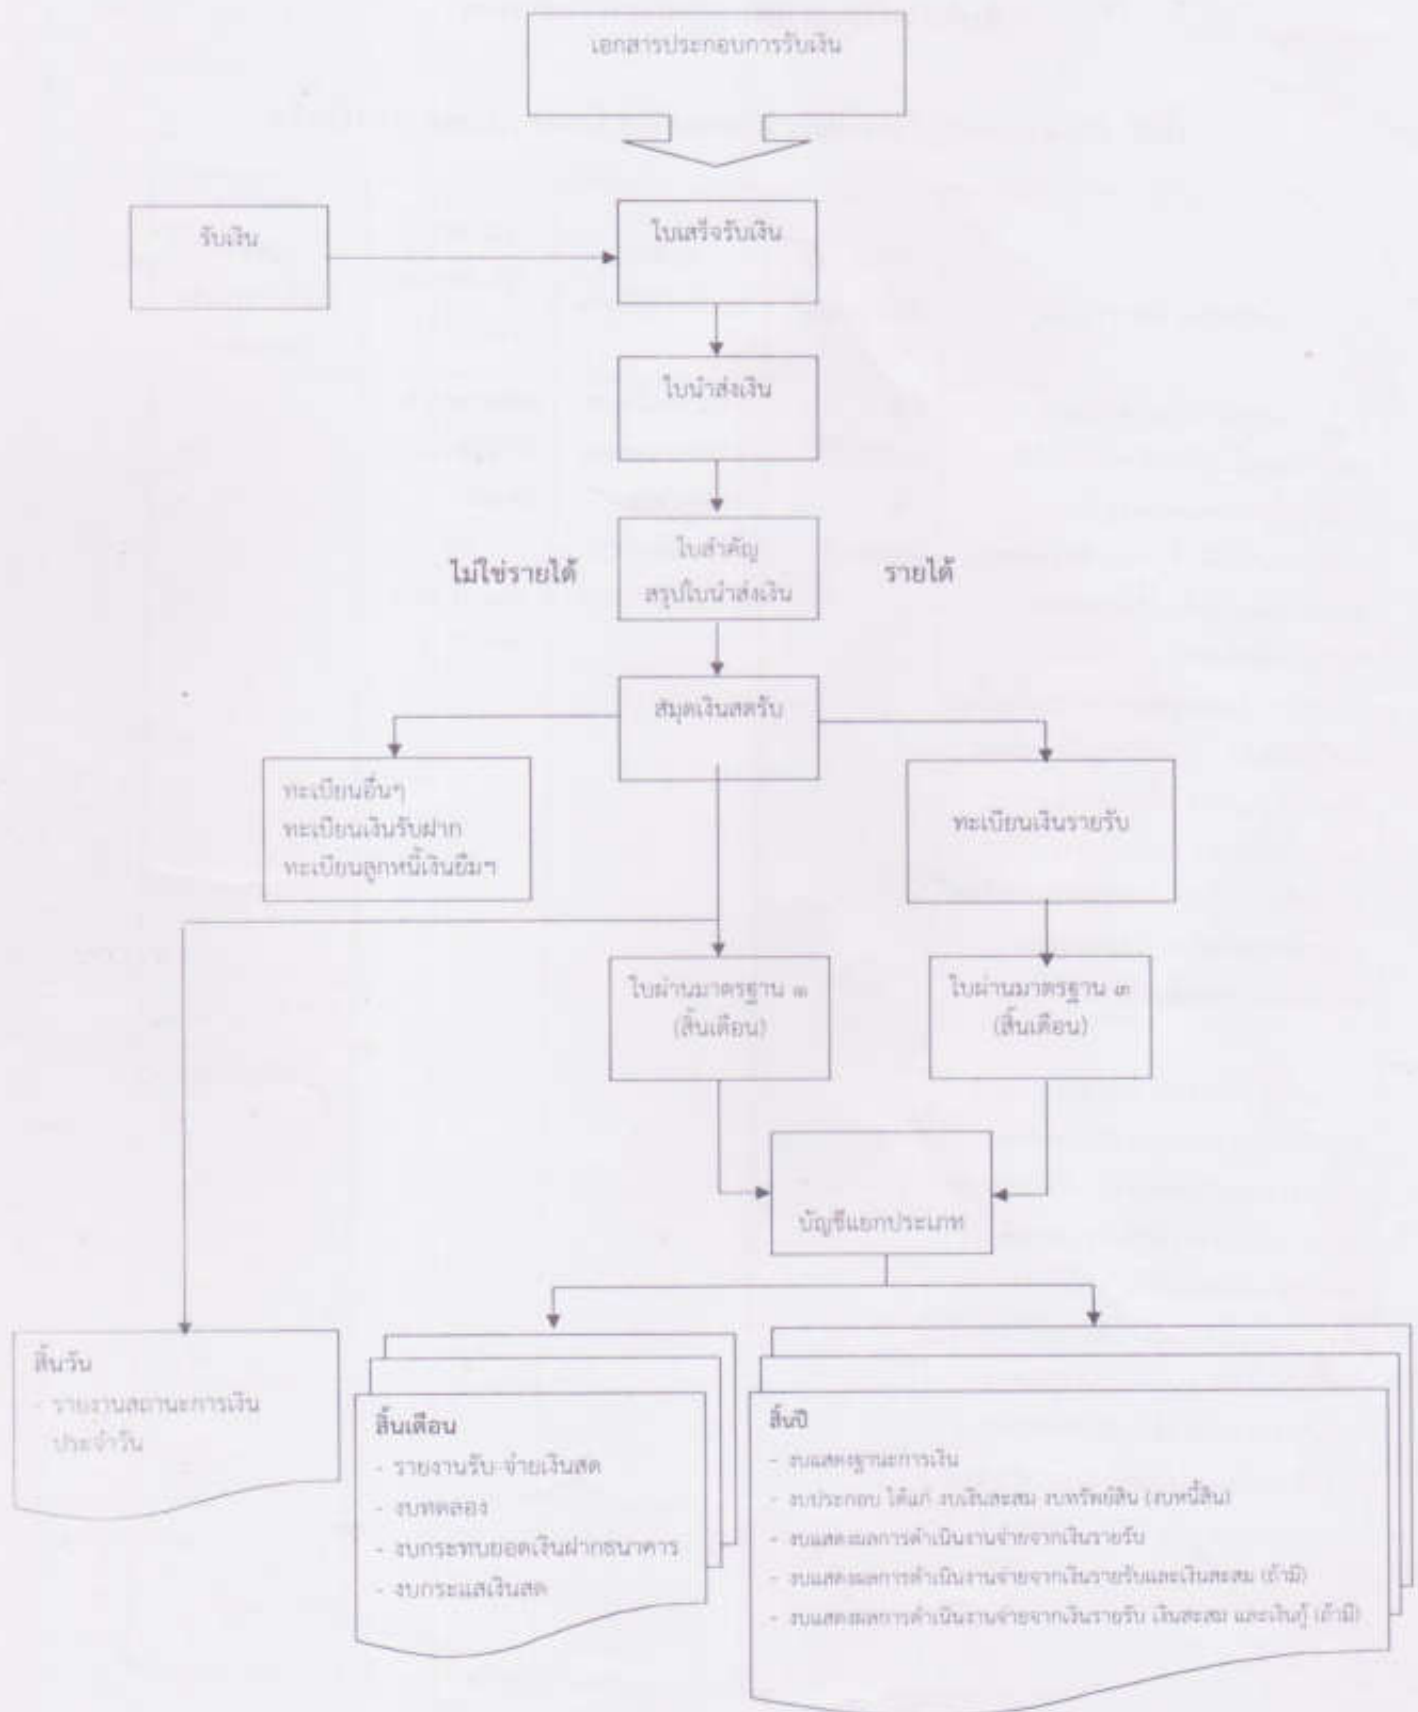 เอกสารประกอบการรับเงิน
รับเงิน
ใบเสร็จรับเงิน
ใบนำส่งเงิน
ไม่ใช่รายได้
ใบสำคัญ
สรุปใบนำส่งเงิน
รายได้
สมุดเงินสดรับ
ทะเบียนอื่นๆ
ทะเบียนเงินรับฝาก
ทะเบียนลูกหนี้เงินยืมฯ
ทะเบียนเงินรายรับ
ใบผ่านมาตรฐาน ๑
(สิ้นเดือน)
ใบผ่านมาตรฐาน ๓
(สิ้นเดือน)
บัญชีแยกประเภท
สิ้นวัน
- รายงานสถานะการเงิน
ประจำวัน
สิ้นเดือน
- รายงานรับ-จ่ายเงินสด
- งบทดลอง
- งบกระทบยอดเงินฝากธนาคาร
- งบกระแสเงินสด
สิ้นปี
- งบแสดงฐานะการเงิน
- งบประกอบ ได้แก่ งบเงินสะสม งบทรัพย์สิน (งบหนี้สิน)
- งบแสดงผลการดำเนินงานจ่ายจากเงินรายรับ
- งบแสดงผลการดำเนินงานจ่ายจากเงินรายรับและเงินสะสม (ถ้ามี)
- งบแสดงผลการดำเนินงานจ่ายจากเงินรายรับ เงินสะสม และเงินกู้ (ถ้ามี)